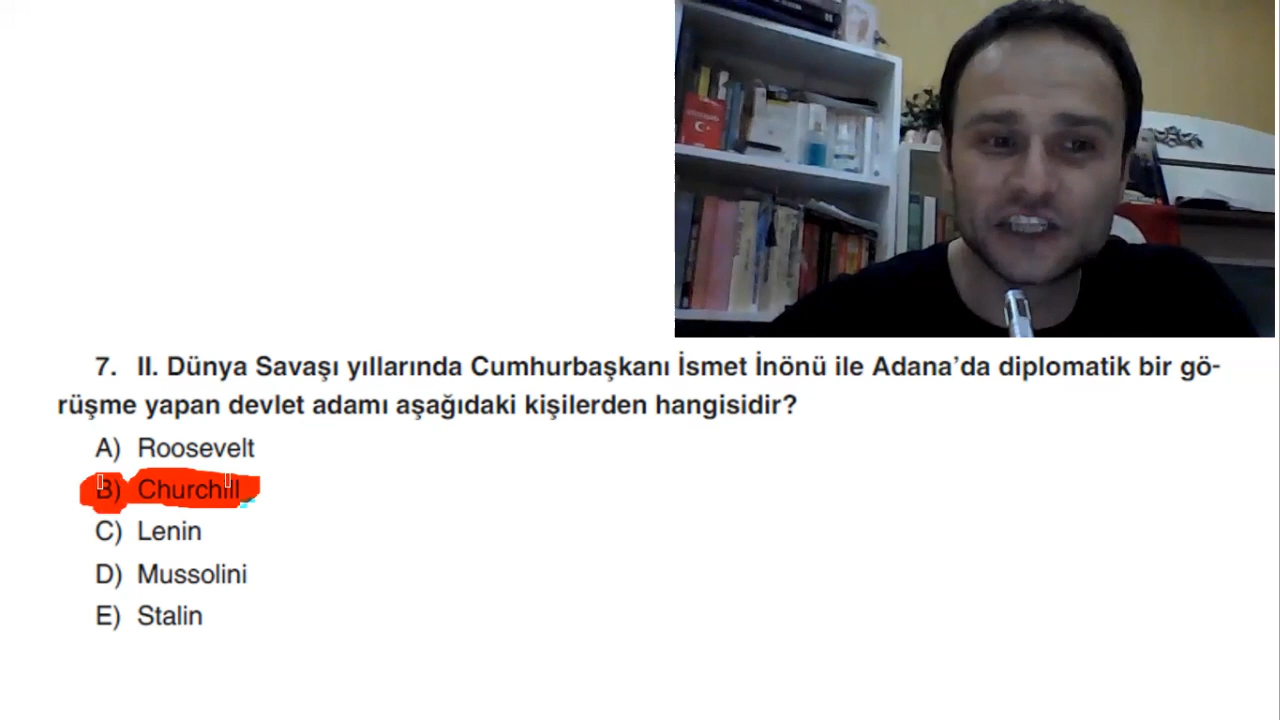 7. II. Dünya Savaşı yıllarında Cumhurbaşkanı İsmet İnönü ile Adana’da diplomatik bir gö-
rüşme yapan devlet adamı aşağıdaki kişilerden hangisidir?
A) Roosevelt
B) Churchill
C) Lenin
D) Mussolini
E) Stalin